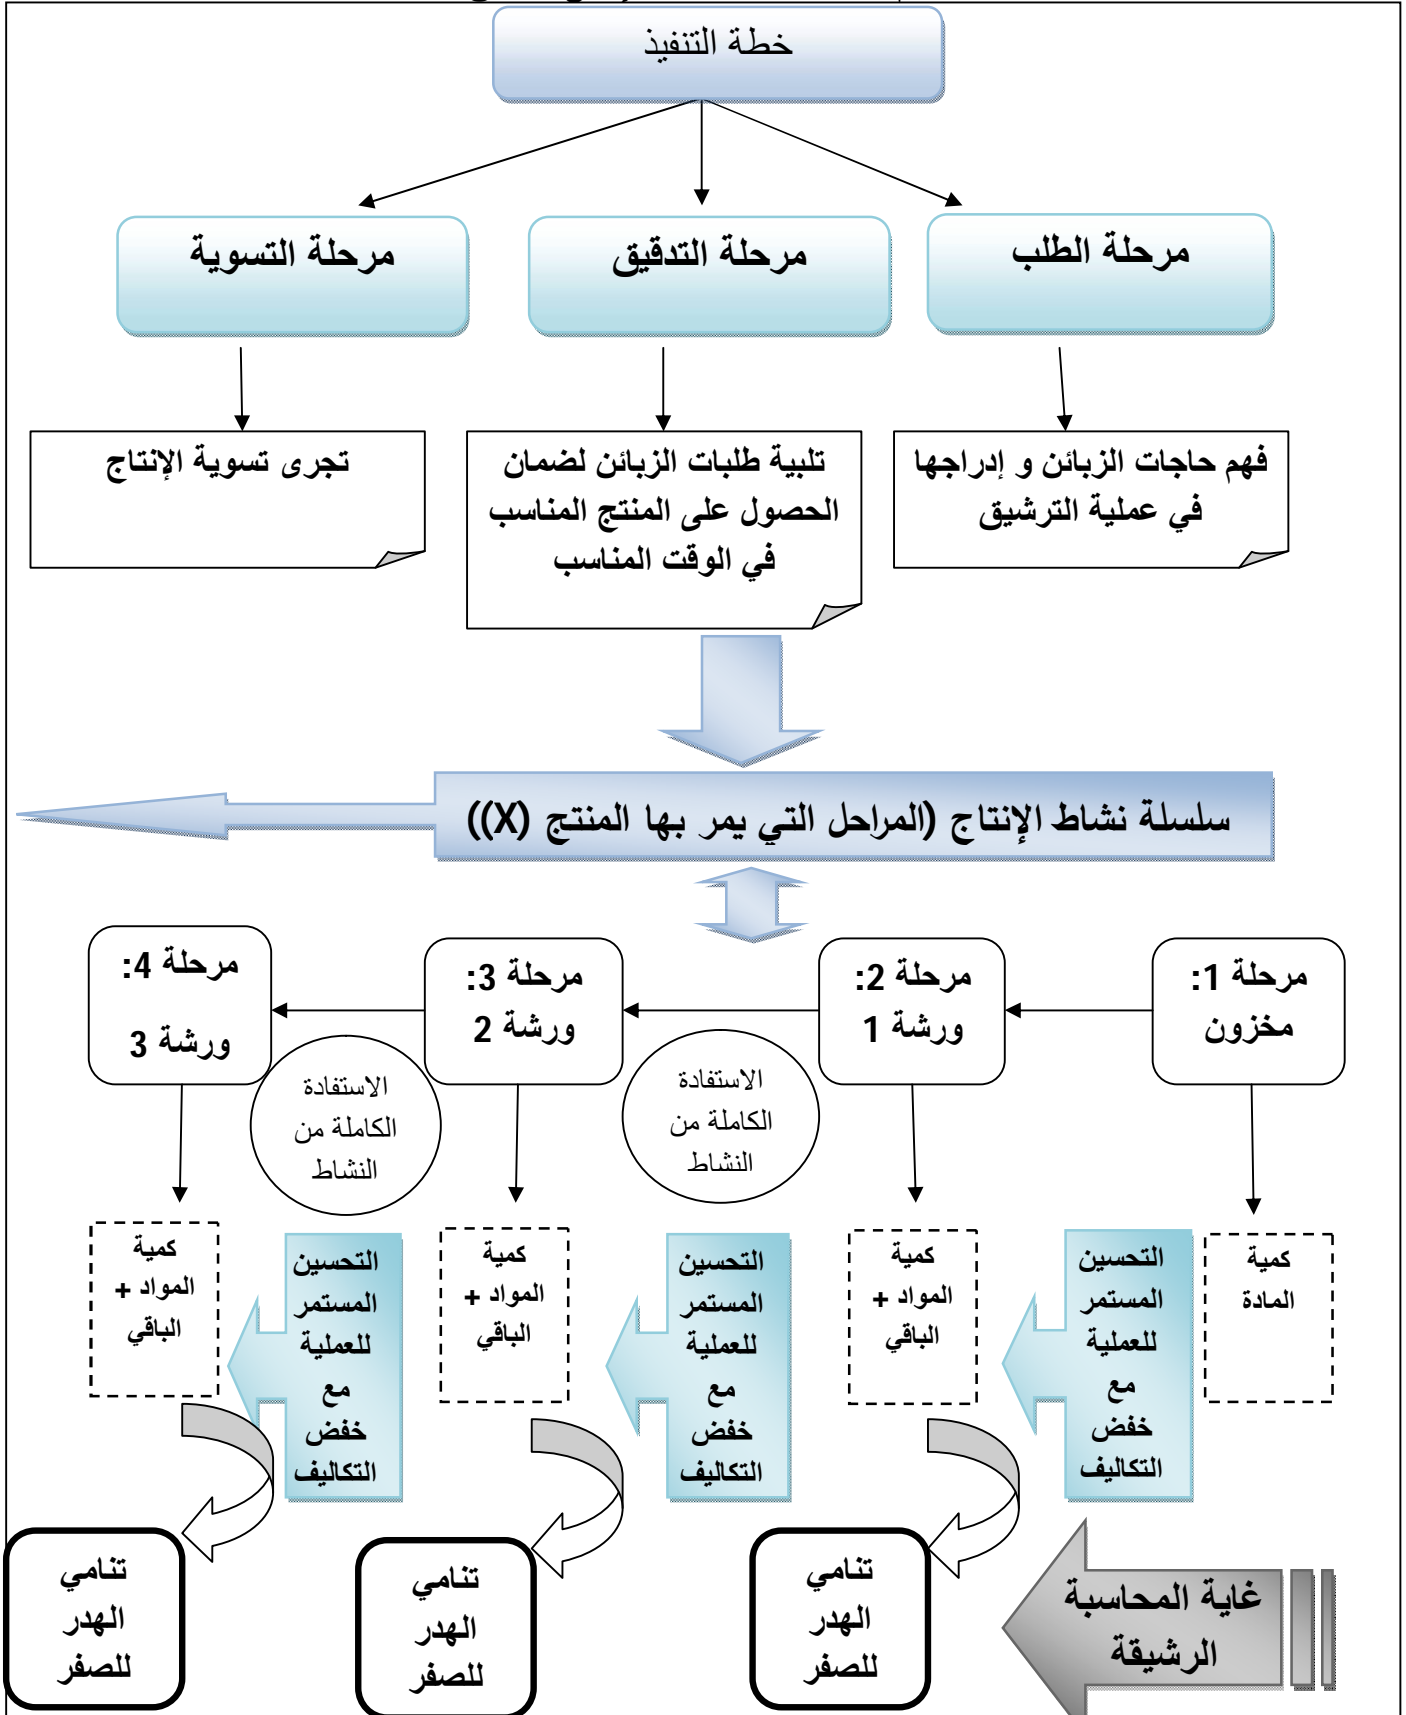 خطة التنفيذ
مرحلة الطلب
مرحلة التدقيق
مرحلة التسوية
فهم حاجات الزبائن و إدراجها
في عملية الترشيق
تلبية طلبات الزبائن لضمان
الحصول على المنتج المناسب
في الوقت المناسب
تجرى تسوية الإنتاج
سلسلة نشاط الإنتاج (المراحل التي يمر بها المنتج (X))
مرحلة 1:
مخزون
مرحلة 2:
ورشة 1
مرحلة 3:
ورشة 2
مرحلة 4:
ورشة 3
الاستفادة
الكاملة من
النشاط
الاستفادة
الكاملة من
النشاط
كمية
المادة
التحسين
المستمر
للعملية
مع
خفض
التكاليف
كمية
المواد +
الباقي
التحسين
المستمر
للعملية
مع
خفض
التكاليف
كمية
المواد +
الباقي
التحسين
المستمر
للعملية
مع
خفض
التكاليف
كمية
المواد +
الباقي
غاية المحاسبة
الرشيقة
تنامي
الهدر
للصفر
تنامي
الهدر
للصفر
تنامي
الهدر
للصفر